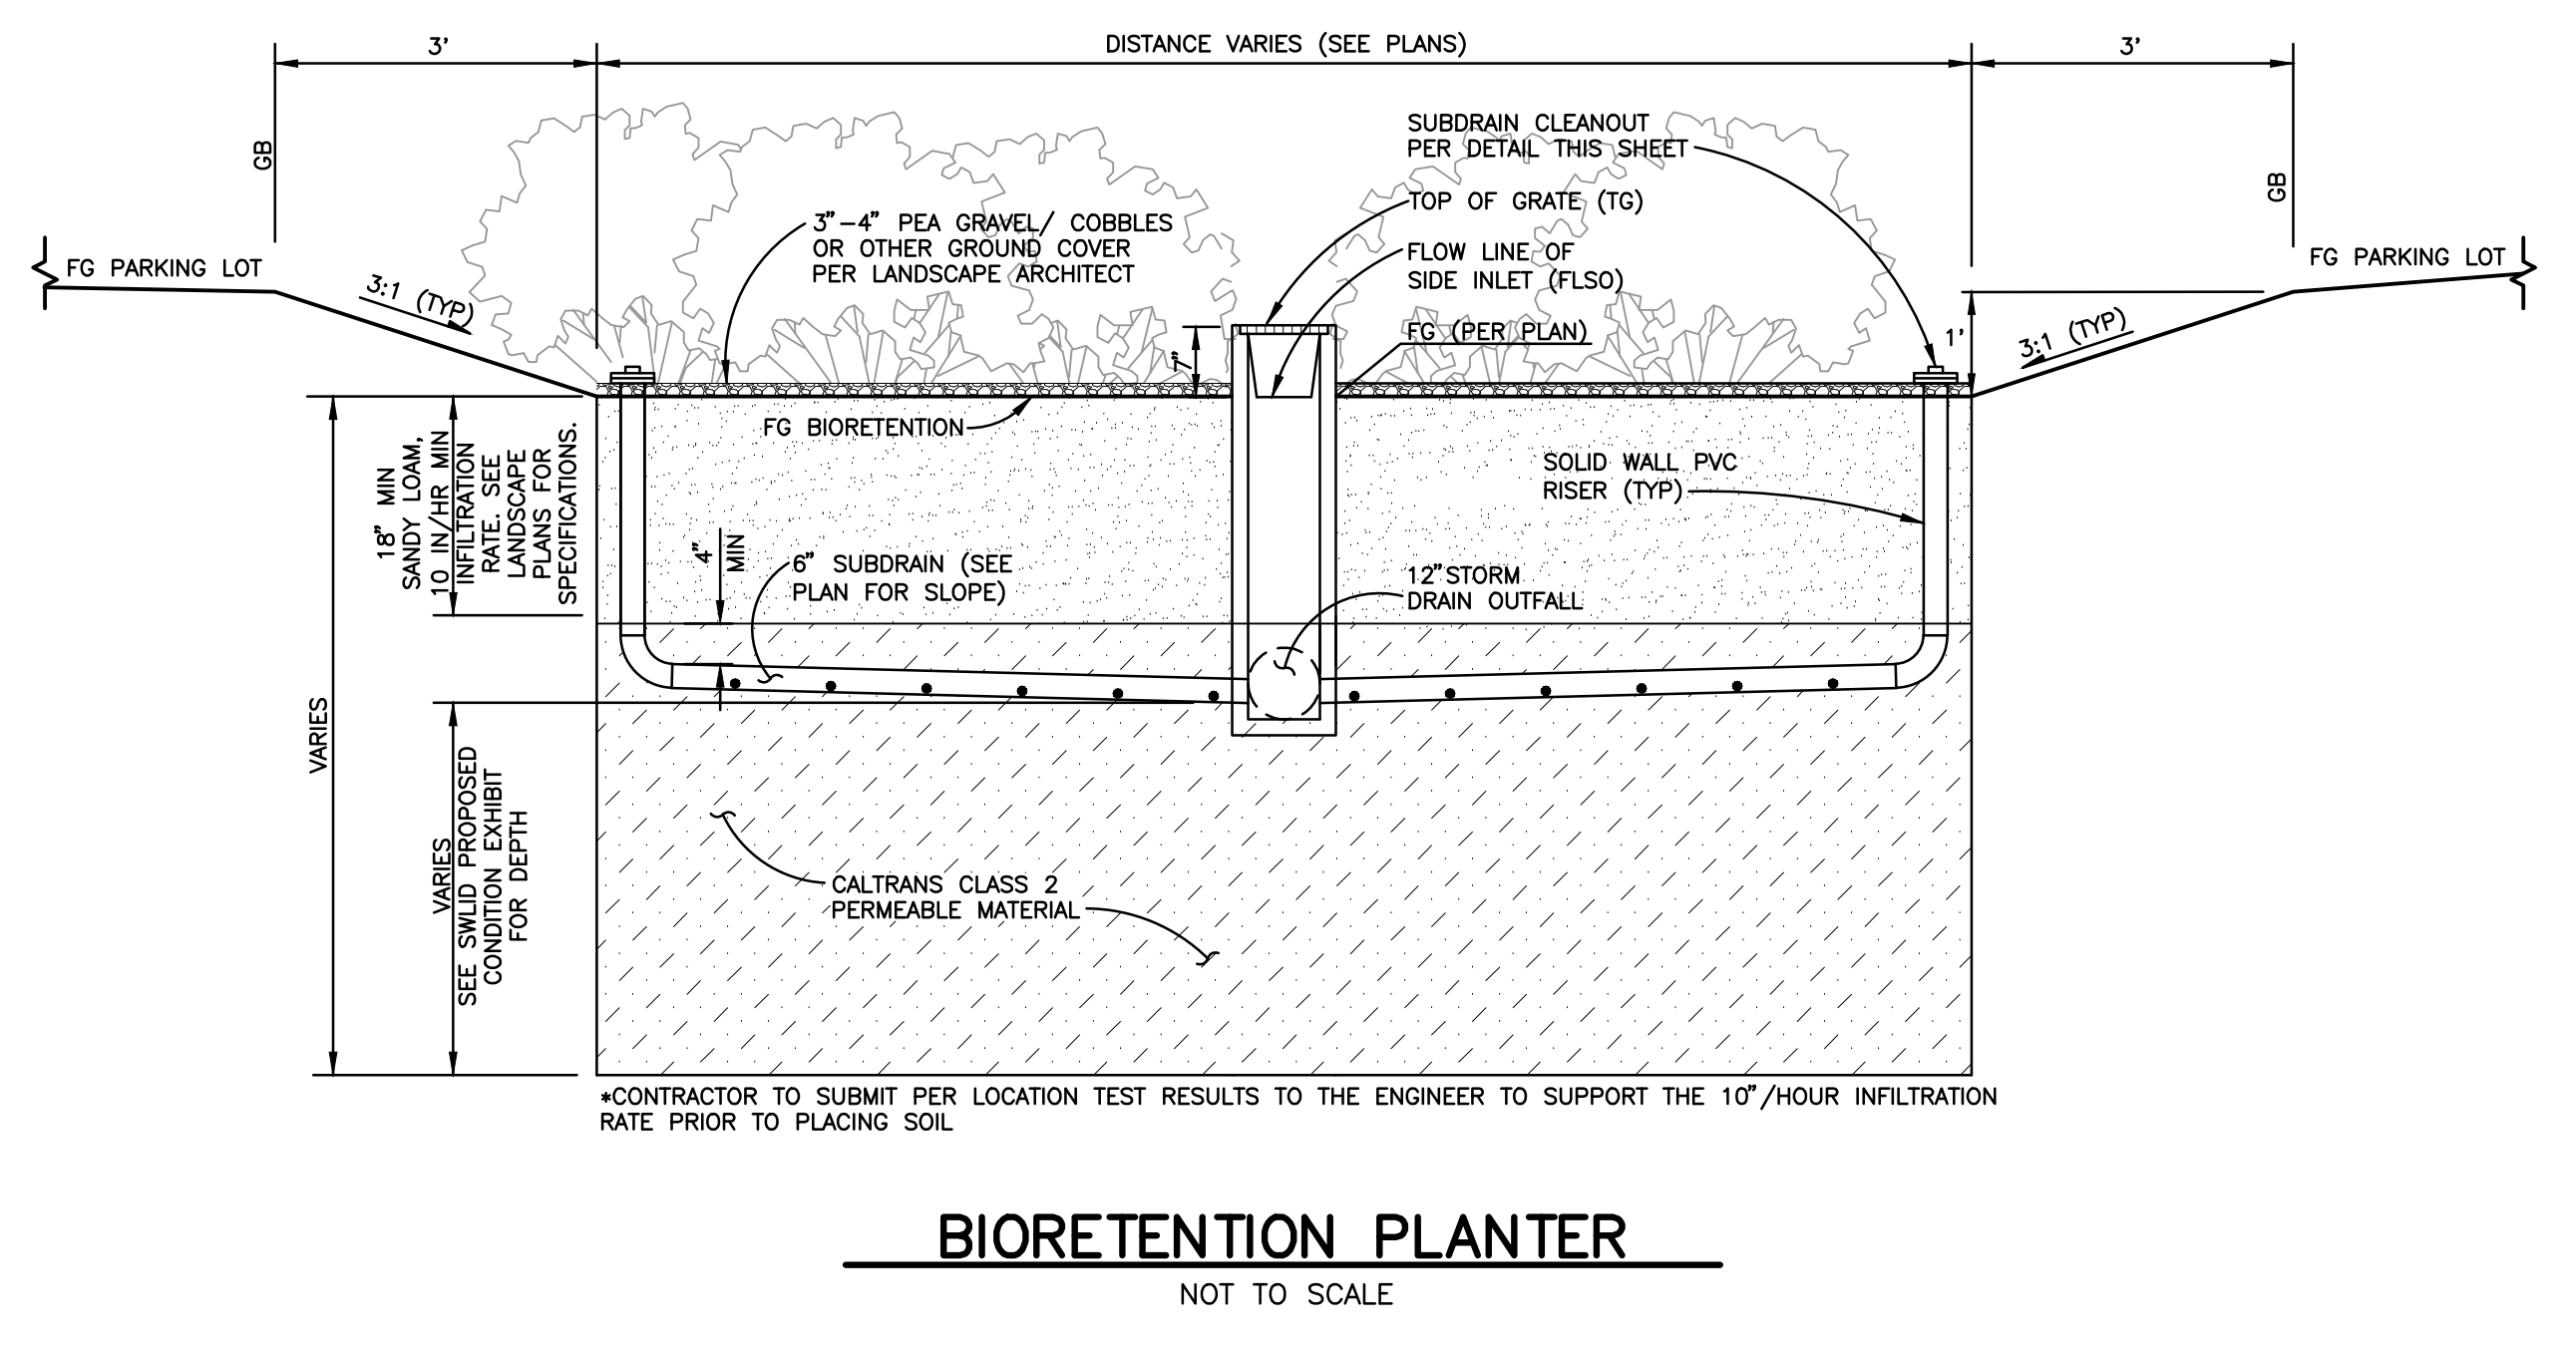 3'
DISTANCE VARIES (SEE PLANS)
3'
GB
GB
SUBDRAIN CLEANOUT
PER DETAIL THIS SHEET
TOP OF GRATE (TG)
3"-4" PEA GRAVEL/ COBBLES
OR OTHER GROUND COVER
PER LANDSCAPE ARCHITECT
FLOW LINE OF
SIDE INLET (FLSO)
FG PARKING LOT
FG PARKING LOT
3:1 (TYP)
3:1 (TYP)
FG (PER PLAN)
1'
7"
FG BIORETENTION
18" MIN
SANDY LOAM,
10 IN/HR MIN
INFILTRATION
RATE. SEE
LANDSCAPE
PLANS FOR
SPECIFICATIONS.
SOLID WALL PVC
RISER (TYP)
4"
MIN
6" SUBDRAIN (SEE
PLAN FOR SLOPE)
12"STORM
DRAIN OUTFALL
VARIES
VARIES
SEE SWLID PROPOSED
CONDITION EXHIBIT
FOR DEPTH
CALTRANS CLASS 2
PERMEABLE MATERIAL
*CONTRACTOR TO SUBMIT PER LOCATION TEST RESULTS TO THE ENGINEER TO SUPPORT THE 10"/HOUR INFILTRATION
RATE PRIOR TO PLACING SOIL
BIORETENTION PLANTER
NOT TO SCALE